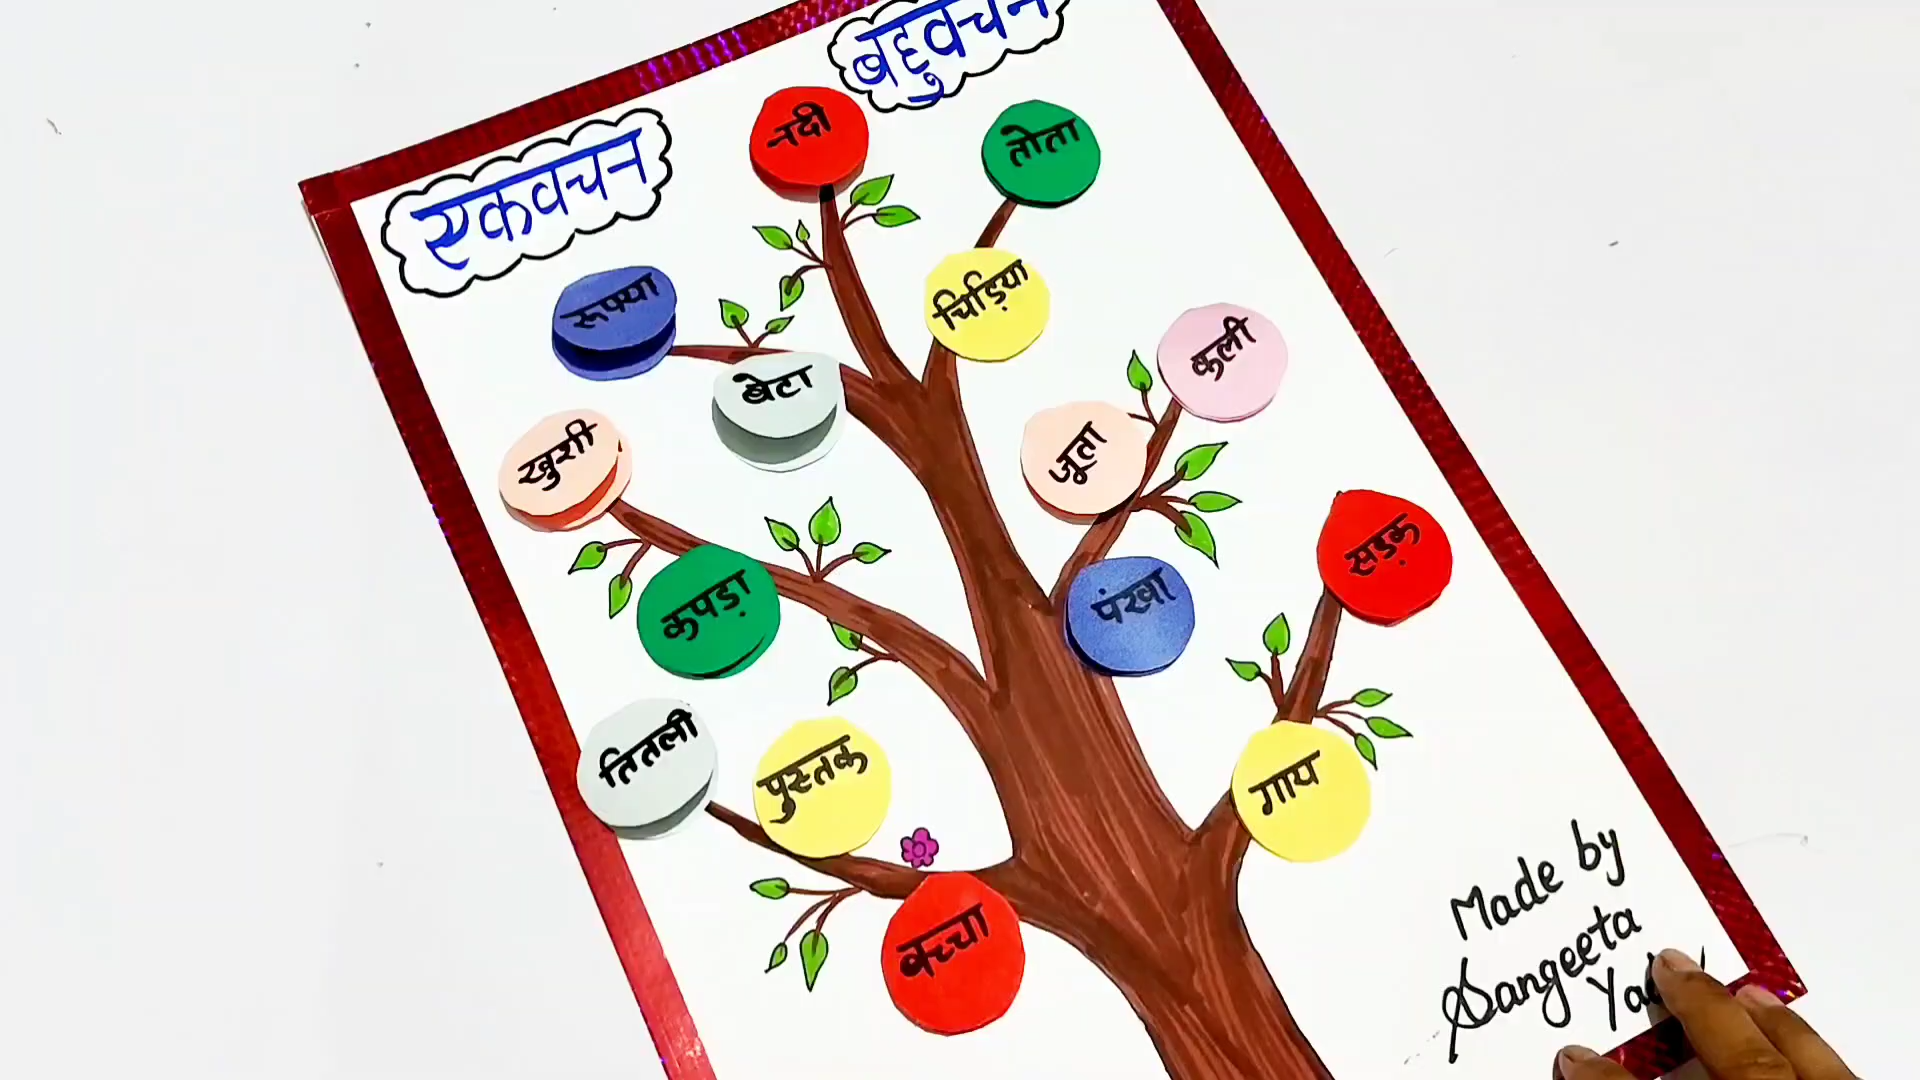 एकवचन
बहुवचन
नदी
तोता
रूपया
चिड़िया
बेटा
कली
खुशी
जूता
सड़क
कपड़ा
पंखा
तितली
पुस्तक
गाय
बच्चा
Made by
Sangeeta